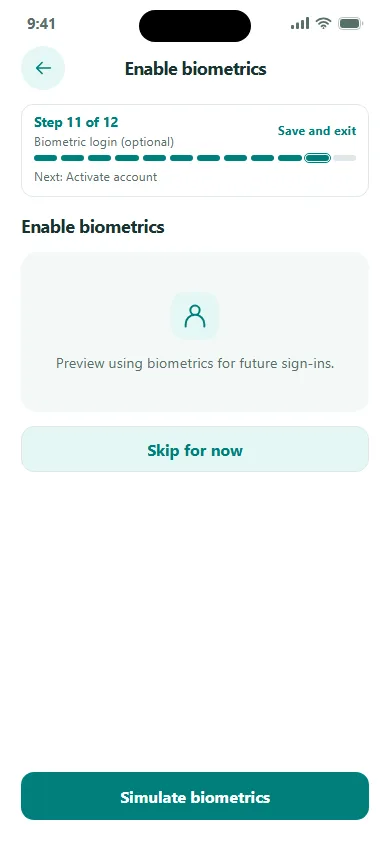 9:41
Enable biometrics
Step 11 of 12
Save and exit
Biometric login (optional)
Next: Activate account
Enable biometrics
Preview using biometrics for future sign-ins.
Skip for now
Simulate biometrics